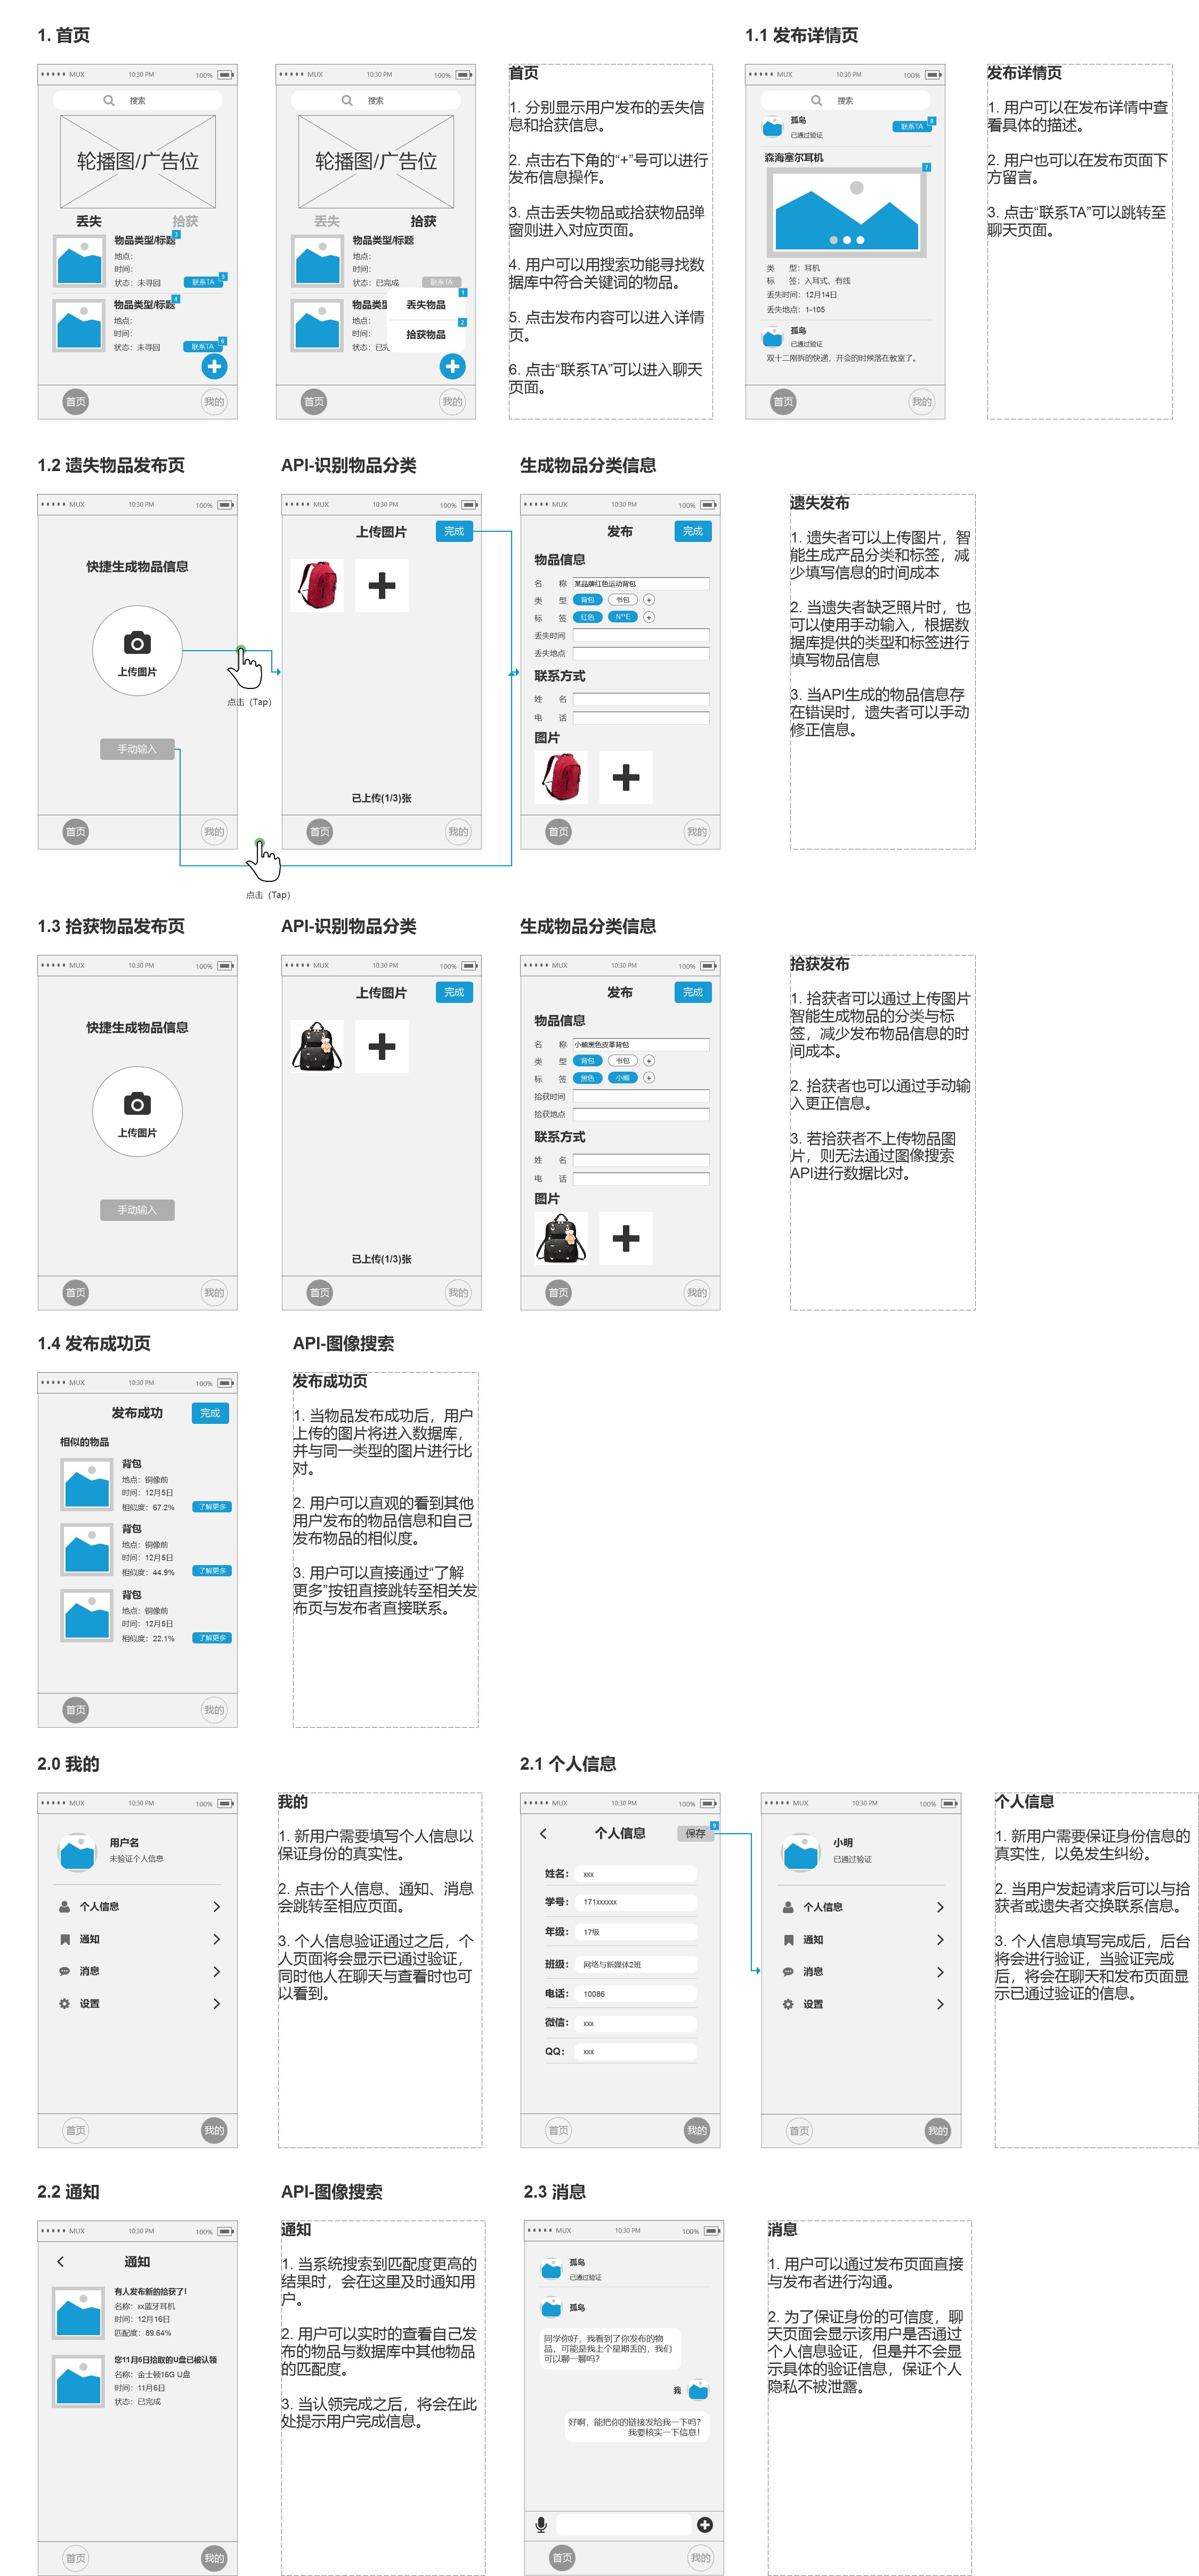 1. 首页
1.1 发布详情页
MUX 10:30 PM 100%
搜索
轮播图/广告位
丢失 拾获
物品类型/标题 3
地点：
时间：
状态：未寻回 联系TA 5
物品类型/标题 4
地点：
时间：
状态：未寻回 联系TA 6
首页 我的
MUX 10:30 PM 100%
搜索
轮播图/广告位
丢失 拾获
物品类型/标题
地点：
时间：
状态：已完成 联系TA
物品类
地点：
时间：
状态：已完
丢失物品 1
拾获物品 2
首页 我的
首页
1. 分别显示用户发布的丢失信
息和拾获信息。
2. 点击右下角的“+”号可以进行
发布信息操作。
3. 点击丢失物品或拾获物品弹
窗则进入对应页面。
4. 用户可以用搜索功能寻找数
据库中符合关键词的物品。
5. 点击发布内容可以进入详情
页。
6. 点击“联系TA”可以进入聊天
页面。
MUX 10:30 PM 100%
搜索
孤岛
已通过验证
联系TA 8
森海塞尔耳机
7
类 型：耳机
标 签：入耳式、有线
丢失时间：12月14日
丢失地点：1-105
孤岛
已通过验证
双十二刚拆的快递，开会的时候落在教室了。
首页 我的
发布详情页
1. 用户可以在发布详情中查
看具体的描述。
2. 用户也可以在发布页面下
方留言。
3. 点击“联系TA”可以跳转至
聊天页面。
1.2 遗失物品发布页
API-识别物品分类
生成物品分类信息
MUX 10:30 PM 100%
快捷生成物品信息
上传图片
手动输入
首页 我的
点击（Tap）
点击（Tap）
MUX 10:30 PM 100%
上传图片 完成
已上传(1/3)张
首页 我的
MUX 10:30 PM 100%
发布 完成
物品信息
名 称 某品牌红色运动背包
类 型 背包 书包 +
标 签 红色 N**E +
丢失时间
丢失地点
联系方式
姓 名
电 话
图片
首页 我的
遗失发布
1. 遗失者可以上传图片，智
能生成产品分类和标签，减
少填写信息的时间成本
2. 当遗失者缺乏照片时，也
可以使用手动输入，根据数
据库提供的类型和标签进行
填写物品信息
3. 当API生成的物品信息存
在错误时，遗失者可以手动
修正信息。
1.3 拾获物品发布页
API-识别物品分类
生成物品分类信息
MUX 10:30 PM 100%
快捷生成物品信息
上传图片
手动输入
首页 我的
MUX 10:30 PM 100%
上传图片 完成
已上传(1/3)张
首页 我的
MUX 10:30 PM 100%
发布 完成
物品信息
名 称 小熊黑色皮革背包
类 型 背包 书包 +
标 签 黑色 小熊 +
拾获时间
拾获地点
联系方式
姓 名
电 话
图片
首页 我的
拾获发布
1. 拾获者可以通过上传图片
智能生成物品的分类与标
签，减少发布物品信息的时
间成本。
2. 拾获者也可以通过手动输
入更正信息。
3. 若拾获者不上传物品图
片，则无法通过图像搜索
API进行数据比对。
1.4 发布成功页
API-图像搜索
MUX 10:30 PM 100%
发布成功 完成
相似的物品
背包
地点：铜像前
时间：12月5日
相似度：67.2% 了解更多
背包
地点：铜像前
时间：12月5日
相似度：44.9% 了解更多
背包
地点：铜像前
时间：12月5日
相似度：22.1% 了解更多
首页 我的
发布成功页
1. 当物品发布成功后，用户
上传的图片将进入数据库，
并与同一类型的图片进行比
对。
2. 用户可以直观的看到其他
用户发布的物品信息和自己
发布物品的相似度。
3. 用户可以直接通过“了解
更多”按钮直接跳转至相关发
布页与发布者直接联系。
2.0 我的
2.1 个人信息
MUX 10:30 PM 100%
用户名
未验证个人信息
个人信息
通知
消息
设置
首页 我的
我的
1. 新用户需要填写个人信息以
保证身份的真实性。
2. 点击个人信息、通知、消息
会跳转至相应页面。
3. 个人信息验证通过之后，个
人页面将会显示已通过验证，
同时他人在聊天与查看时也可
以看到。
MUX 10:30 PM 100%
个人信息 保存 9
姓名： xxx
学号： 171xxxxxx
年级： 17级
班级： 网络与新媒体2班
电话： 10086
微信： xxx
QQ： xxx
首页 我的
MUX 10:30 PM 100%
小明
已通过验证
个人信息
通知
消息
设置
首页 我的
个人信息
1. 新用户需要保证身份信息的
真实性，以免发生纠纷。
2. 当用户发起请求后可以与拾
获者或遗失者交换联系信息。
3. 个人信息填写完成后，后台
将会进行验证，当验证完成
后，将会在聊天和发布页面显
示已通过验证的信息。
2.2 通知
API-图像搜索
2.3 消息
MUX 10:30 PM 100%
通知
有人发布新的拾获了！
名称：xx蓝牙耳机
时间：12月16日
匹配度：89.64%
您11月6日拾取的U盘已被认领
名称：金士顿16G U盘
时间：11月6日
状态：已完成
首页 我的
通知
1. 当系统搜索到匹配度更高的
结果时，会在这里及时通知用
户。
2. 用户可以实时的查看自己发
布的物品与数据库中其他物品
的匹配度。
3. 当认领完成之后，将会在此
处提示用户完成信息。
MUX 10:30 PM 100%
孤岛
已通过验证
孤岛
同学你好，我看到了你发布的物
品，可能是我上个星期丢的，我们
可以聊一聊吗？
我
好啊，能把你的链接发给我一下吗？
我要核实一下信息！
首页 我的
消息
1. 用户可以通过发布页面直接
与发布者进行沟通。
2. 为了保证身份的可信度，聊
天页面会显示该用户是否通过
个人信息验证，但是并不会显
示具体的验证信息，保证个人
隐私不被泄露。